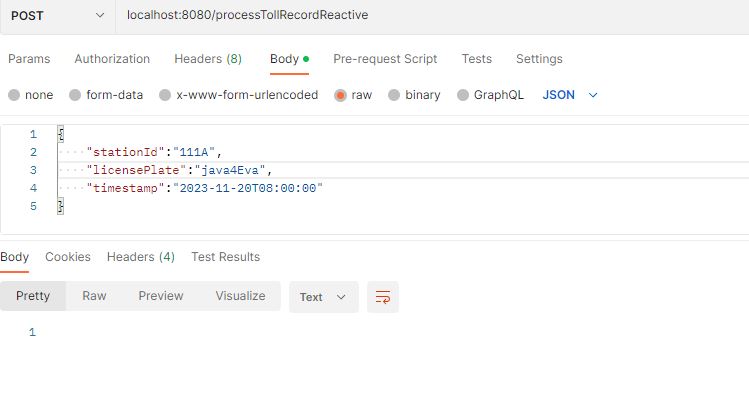 POST localhost:8080/processTollRecordReactive
Params Authorization Headers (8) Body Pre-request Script Tests Settings
none form-data x-www-form-urlencoded raw binary GraphQL JSON
1 {
2 ····"stationId":"111A",
3 ····"licensePlate":"java4Eva",
4 ····"timestamp":"2023-11-20T08:00:00"
5 }
Body Cookies Headers (4) Test Results
Pretty Raw Preview Visualize Text
1